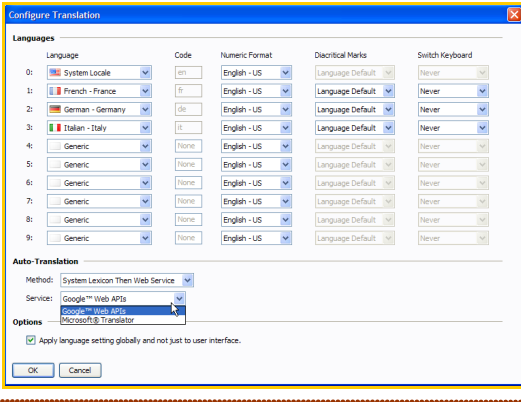 Configure Translation
Languages
Language Code Numeric Format Diacritical Marks Switch Keyboard
0: System Locale en English - US Language Default Never
1: French - France fr English - US Language Default Never
2: German - Germany de English - US Language Default Never
3: Italian - Italy it English - US Language Default Never
4: Generic None English - US Language Default Never
5: Generic None English - US Language Default Never
6: Generic None English - US Language Default Never
7: Generic None English - US Language Default Never
8: Generic None English - US Language Default Never
9: Generic None English - US Language Default Never
Auto-Translation
Method: System Lexicon Then Web Service
Service: Google™ Web APIs
Google™ Web APIs
Microsoft® Translator
Options
Apply language setting globally and not just to user interface.
OK Cancel